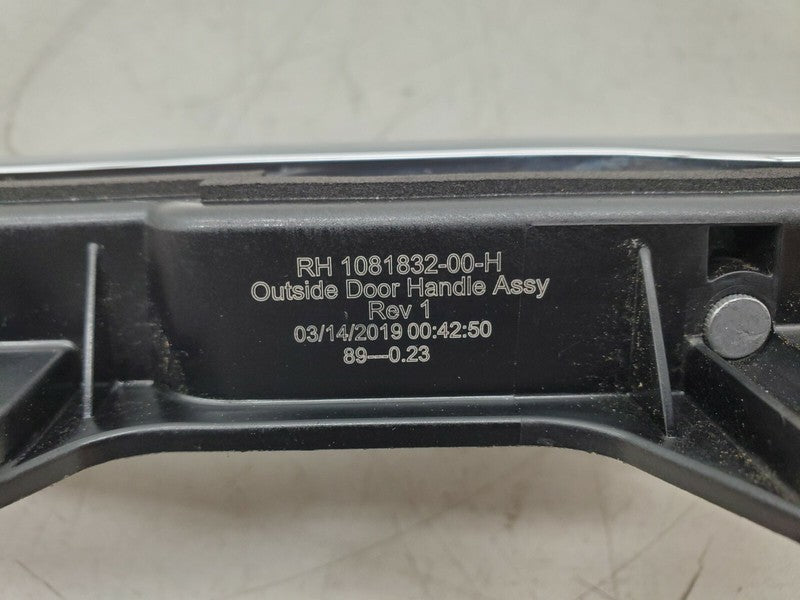 RH 1081832-00-H
Outside Door Handle Assy
Rev 1
03/14/2019 00:42:50
89—0.23